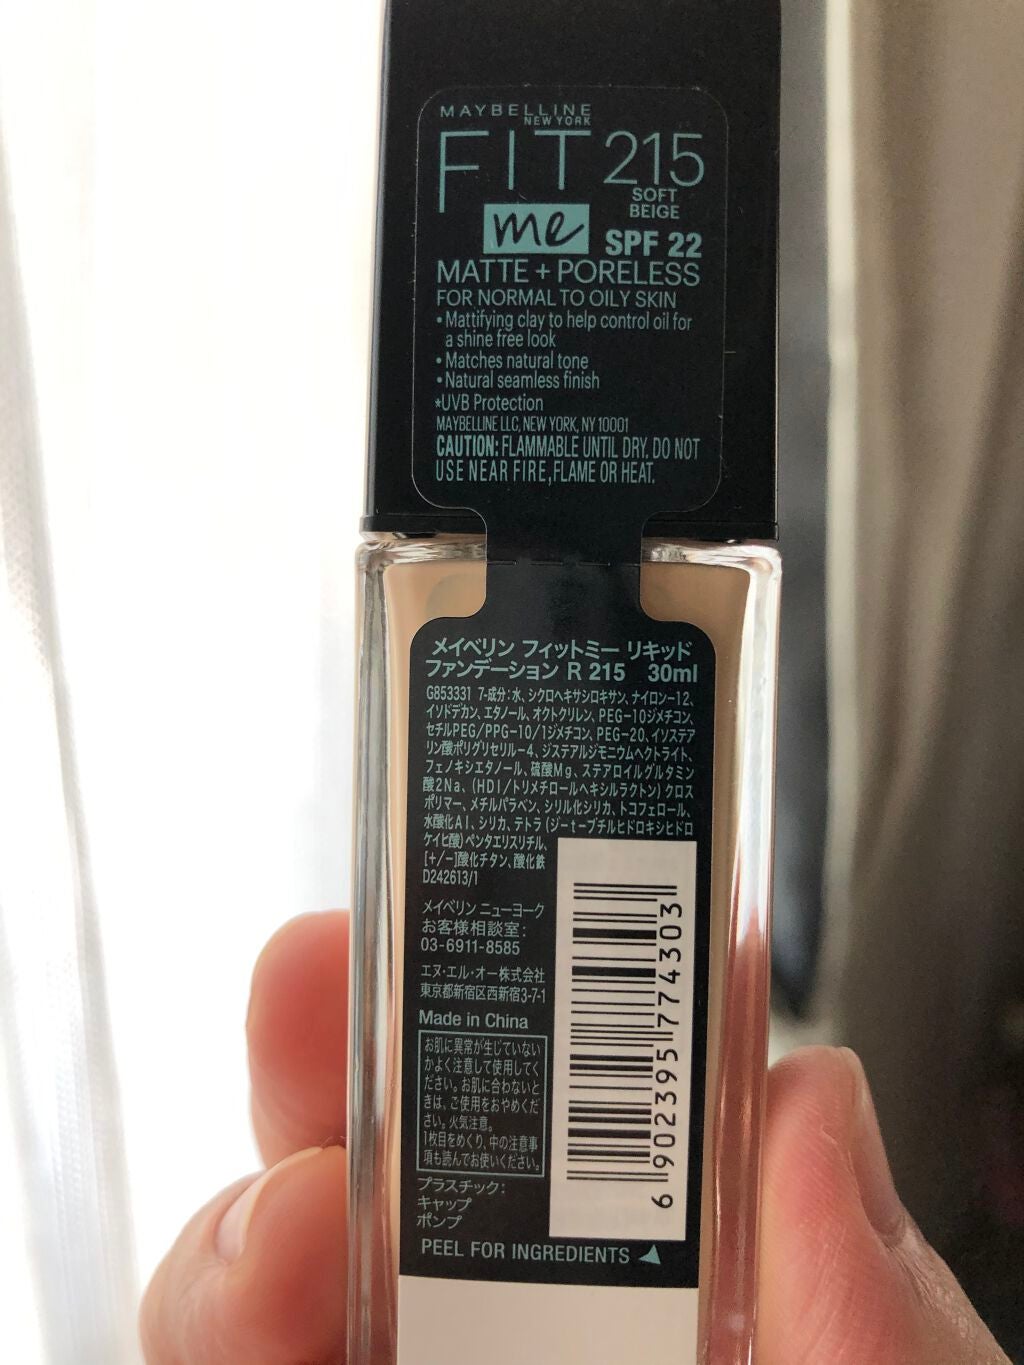 MAYBELLINE
NEW YORK
FIT 215
SOFT
BEIGE
me SPF 22
MATTE + PORELESS
FOR NORMAL TO OILY SKIN
• Mattifying clay to help control oil for
a shine free look
• Matches natural tone
• Natural seamless finish
*UVB Protection
MAYBELLINE LLC, NEW YORK, NY 10001
CAUTION: FLAMMABLE UNTIL DRY. DO NOT
USE NEAR FIRE, FLAME OR HEAT.
メイベリン フィットミー リキッド
ファンデーション R 215 30ml
G853331 7-成分：水、シクロヘキサシロキサン、ナイロン-12、
イソドデカン、エタノール、オクトクリレン、PEG-10ジメチコン、
セチルPEG/PPG-10/1ジメチコン、PEG-20、イソステア
リン酸ポリグリセリル-4、ジステアルジモニウムヘクトライト、
フェノキシエタノール、硫酸Mg、ステアロイルグルタミン
酸2Na、(HDI/トリメチロールヘキシルラクトン)クロス
ポリマー、メチルパラベン、シリル化シリカ、トコフェロール、
水酸化Al、シリカ、テトラ(ジ-t-ブチルヒドロキシヒドロ
ケイヒ酸)ペンタエリスリチル、
[+/-]酸化チタン、酸化鉄
D242613/1
メイベリン ニューヨーク
お客様相談室：
03-6911-8585
エヌ・エル・オー株式会社
東京都新宿区西新宿3-7-1
Made in China
お肌に異常が生じていない
かよく注意して使用してく
ださい。お肌に合わないと
きは、ご使用をおやめくだ
さい。火気注意。
1枚目をめくり、中の注意事
項も読んでお使いください。
プラスチック：
キャップ
ポンプ
6 902395 774303
PEEL FOR INGREDIENTS